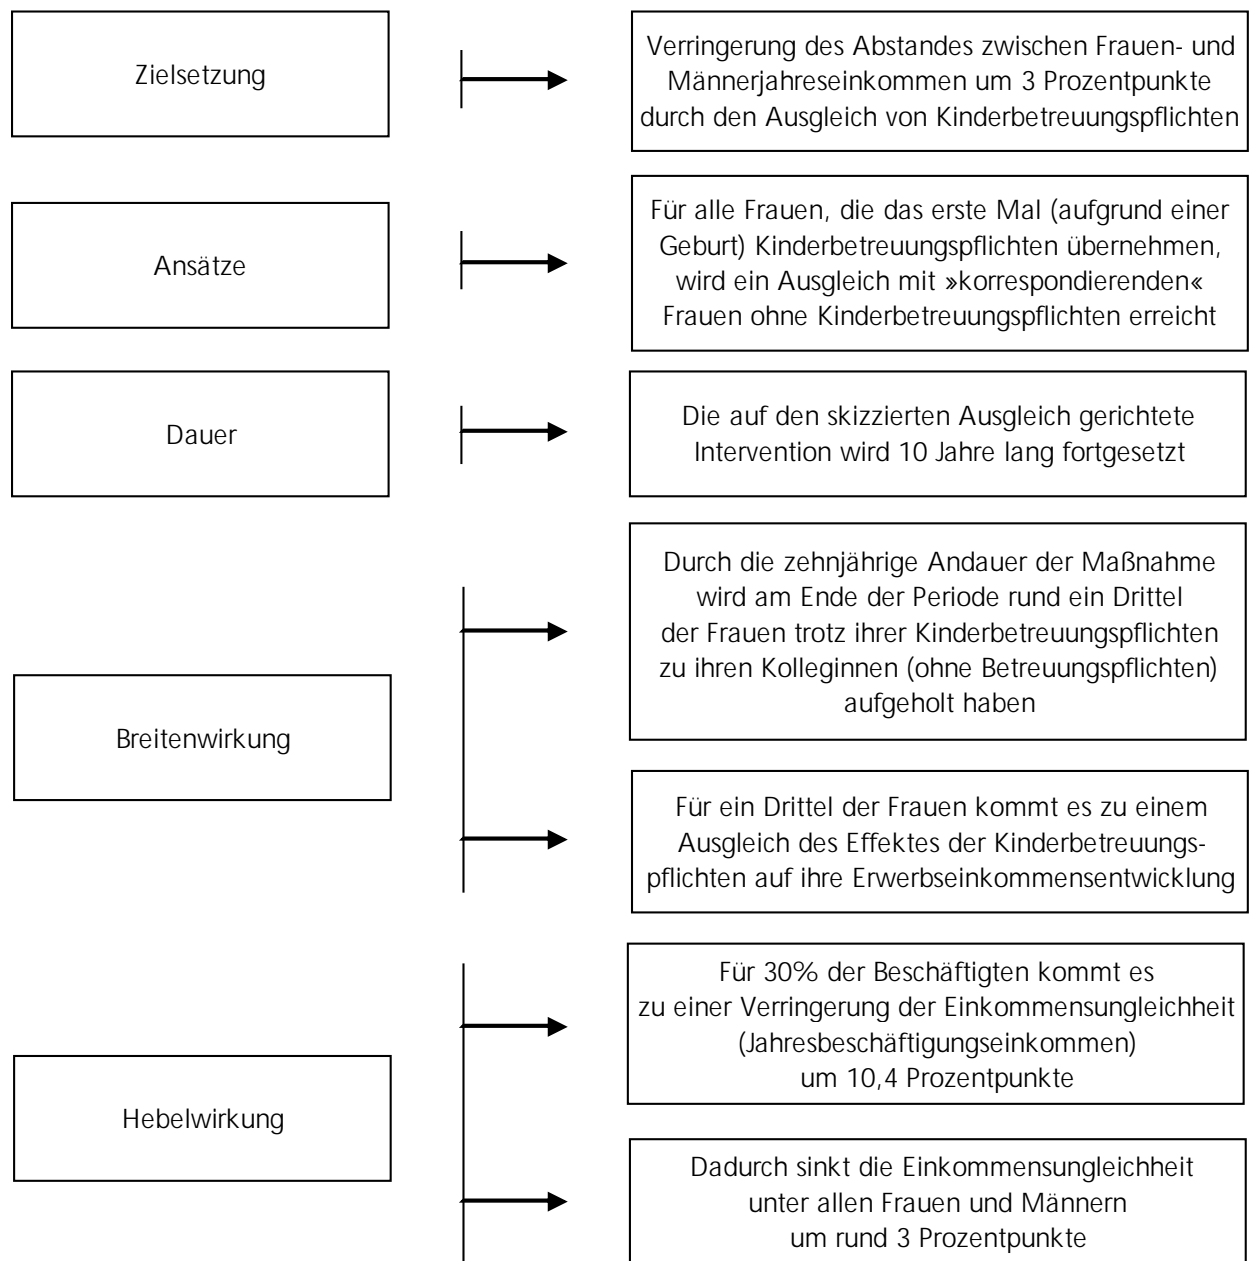 Zielsetzung
Verringerung des Abstandes zwischen Frauen- und
Männerjahreseinkommen um 3 Prozentpunkte
durch den Ausgleich von Kinderbetreuungspflichten
Ansätze
Für alle Frauen, die das erste Mal (aufgrund einer
Geburt) Kinderbetreuungspflichten übernehmen,
wird ein Ausgleich mit »korrespondierenden«
Frauen ohne Kinderbetreuungspflichten erreicht
Dauer
Die auf den skizzierten Ausgleich gerichtete
Intervention wird 10 Jahre lang fortgesetzt
Breitenwirkung
Durch die zehnjährige Andauer der Maßnahme
wird am Ende der Periode rund ein Drittel
der Frauen trotz ihrer Kinderbetreuungspflichten
zu ihren Kolleginnen (ohne Betreuungspflichten)
aufgeholt haben
Für ein Drittel der Frauen kommt es zu einem
Ausgleich des Effektes der Kinderbetreuungs-
pflichten auf ihre Erwerbseinkommensentwicklung
Hebelwirkung
Für 30% der Beschäftigten kommt es
zu einer Verringerung der Einkommensungleichheit
(Jahresbeschäftigungseinkommen)
um 10,4 Prozentpunkte
Dadurch sinkt die Einkommensungleichheit
unter allen Frauen und Männern
um rund 3 Prozentpunkte